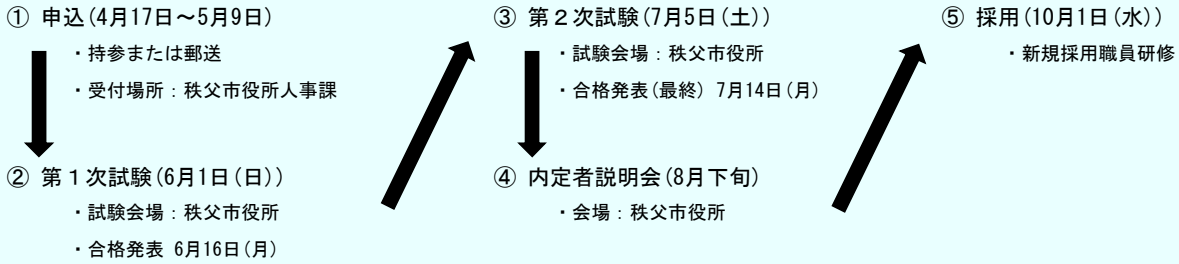 ① 申込(4月17日～5月9日)
・持参または郵送
・受付場所：秩父市役所人事課
② 第１次試験(6月1日(日))
・試験会場：秩父市役所
・合格発表 6月16日(月)
③ 第２次試験(7月5日(土))
・試験会場：秩父市役所
・合格発表(最終) 7月14日(月)
④ 内定者説明会(8月下旬)
・会場：秩父市役所
⑤ 採用(10月1日(水))
・新規採用職員研修